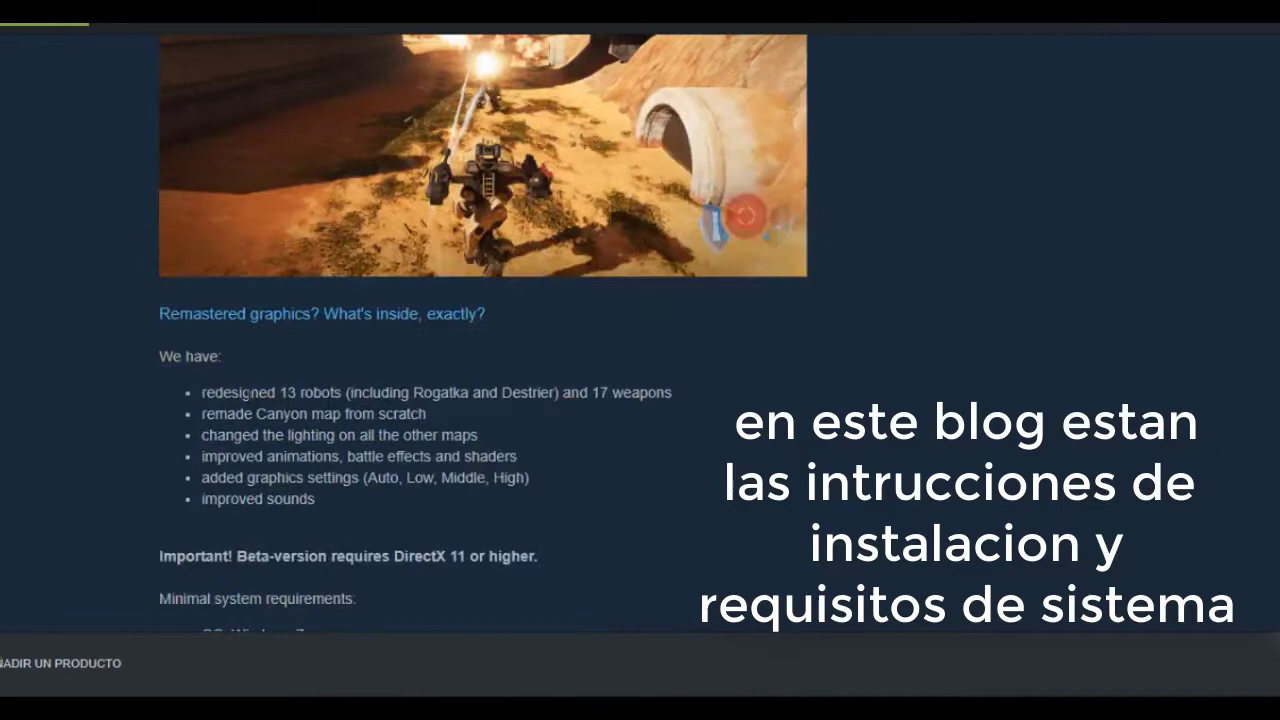 Remastered graphics? What's inside, exactly?
We have:
• redesigned 13 robots (including Rogatka and Destrier) and 17 weapons
• remade Canyon map from scratch
• changed the lighting on all the other maps
• improved animations, battle effects and shaders
• added graphics settings (Auto, Low, Middle, High)
• improved sounds
Important! Beta-version requires DirectX 11 or higher.
Minimal system requirements:
en este blog estan
las intrucciones de
instalacion y
requisitos de sistema
ÑADIR UN PRODUCTO